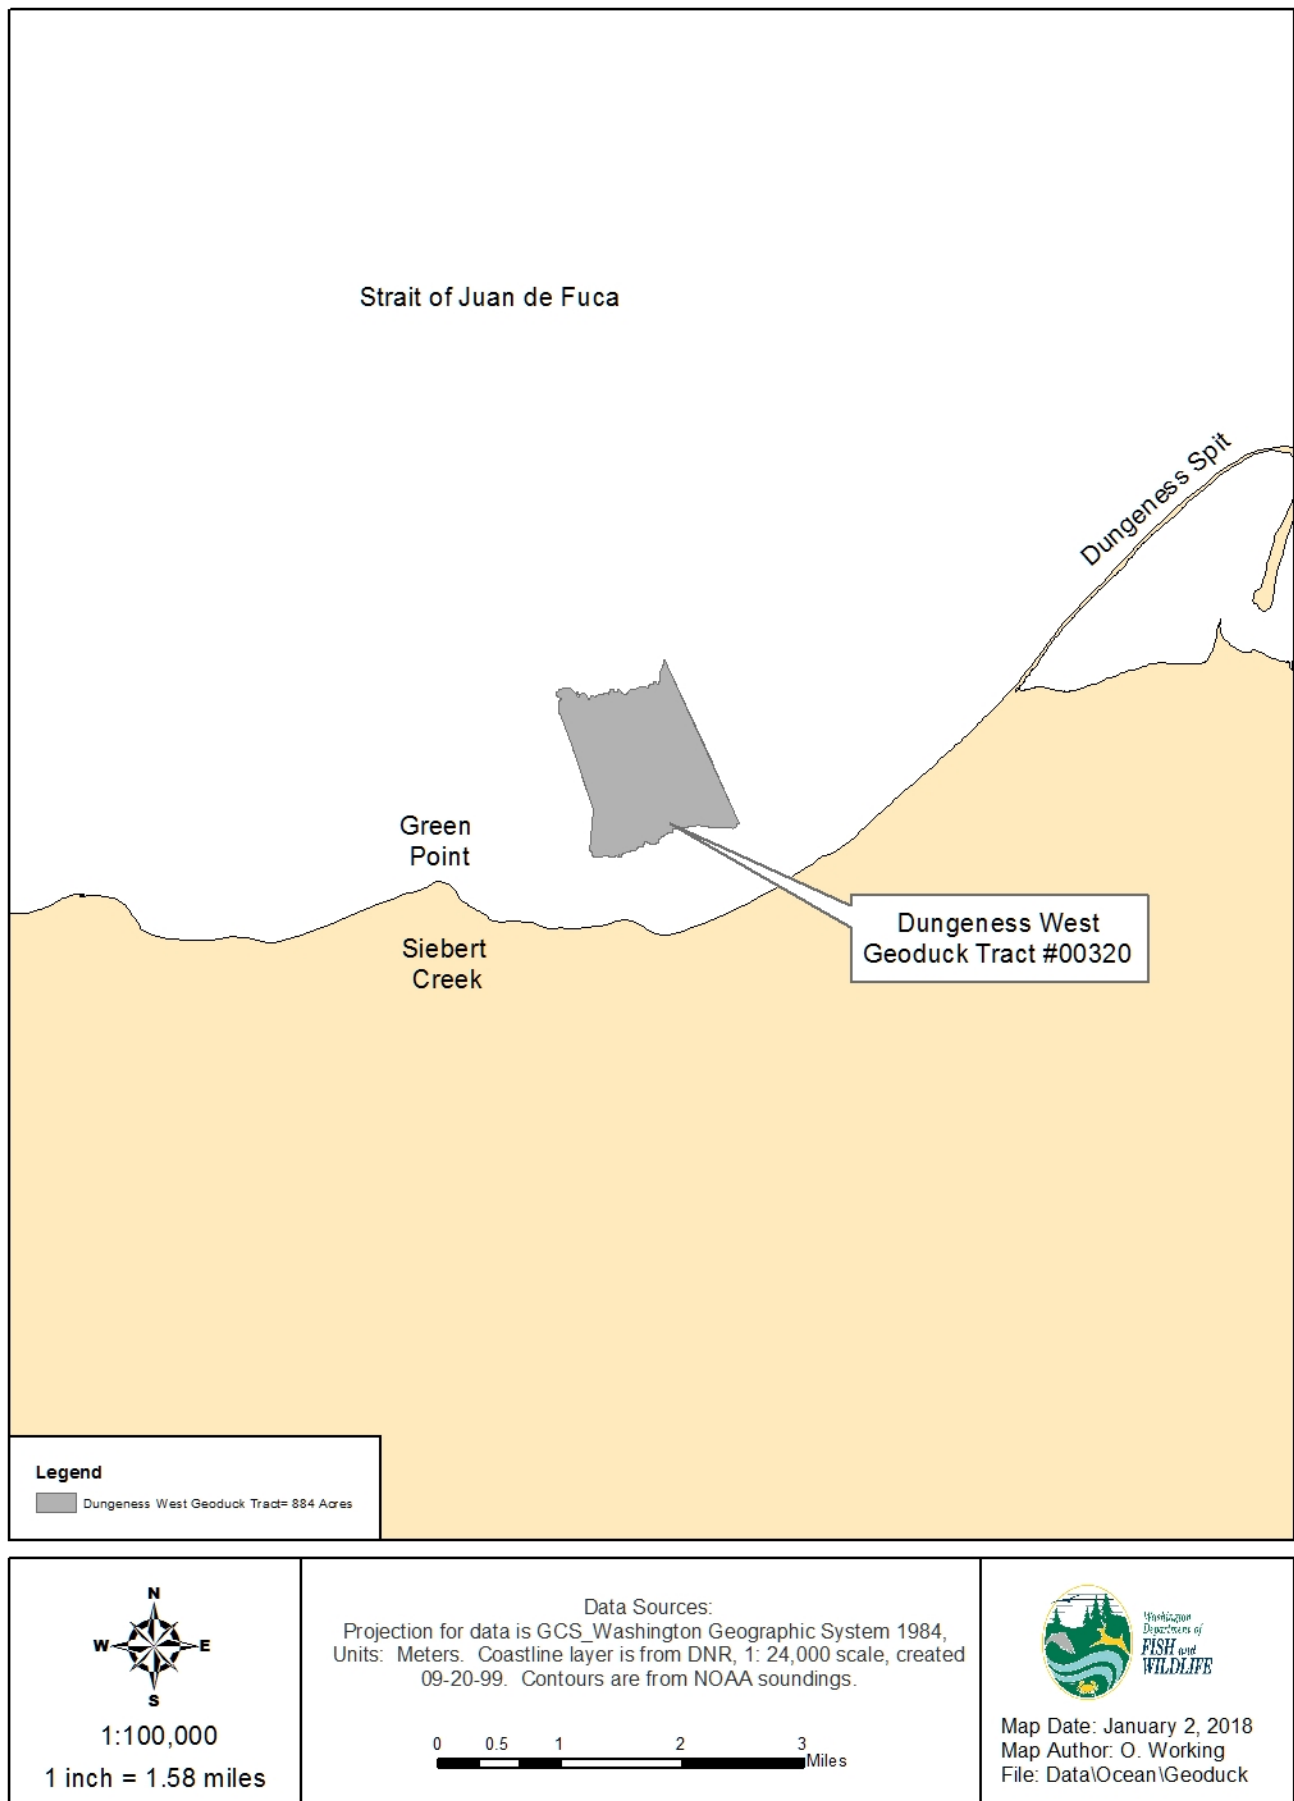 Strait of Juan de Fuca
Dungeness Spit
Green
Point
Siebert
Creek
Dungeness West
Geoduck Tract #00320
Legend
Dungeness West Geoduck Tract= 884 Acres
N
W E
S
1:100,000
1 inch = 1.58 miles
Data Sources:
Projection for data is GCS_Washington Geographic System 1984,
Units: Meters. Coastline layer is from DNR, 1: 24,000 scale, created
09-20-99. Contours are from NOAA soundings.
0 0.5 1 2 3
Miles
Washington
Department of
FISH and
WILDLIFE
Map Date: January 2, 2018
Map Author: O. Working
File: Data\Ocean\Geoduck